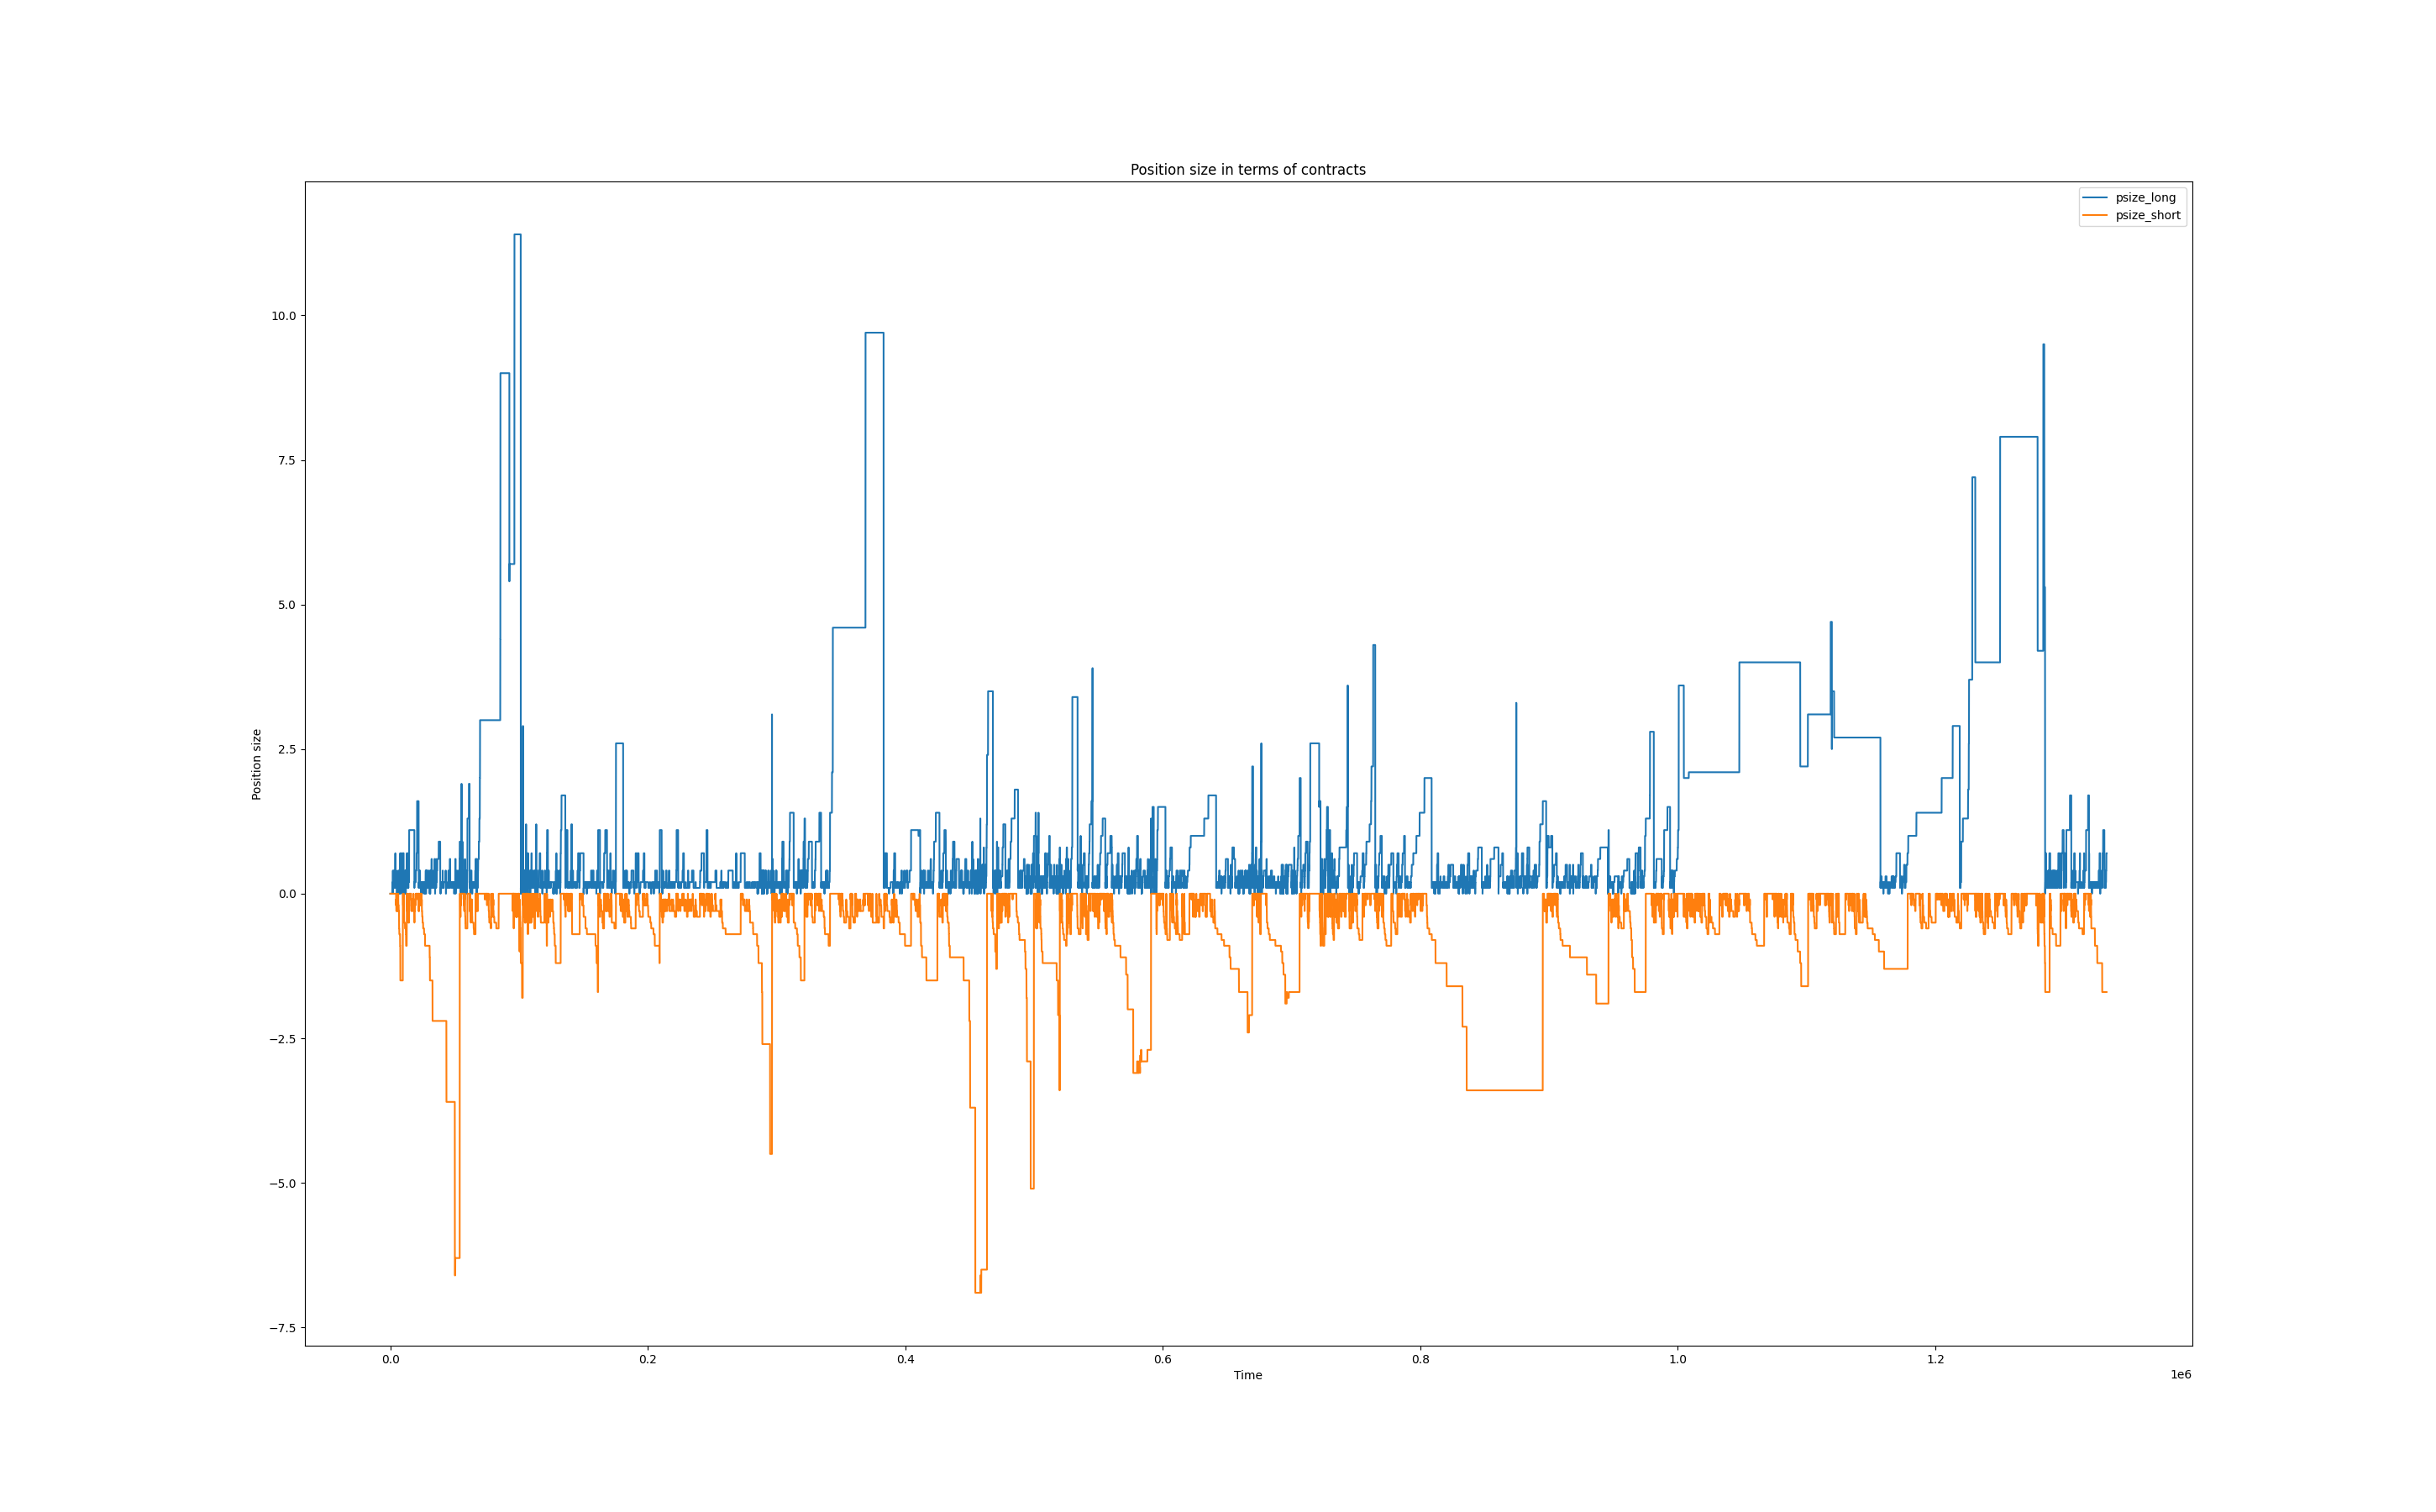 Position size in terms of contracts
psize_long
psize_short
10.0
7.5
5.0
2.5
0.0
−2.5
−5.0
−7.5
Position size
0.0 0.2 0.4 0.6 0.8 1.0 1.2
Time
1e6